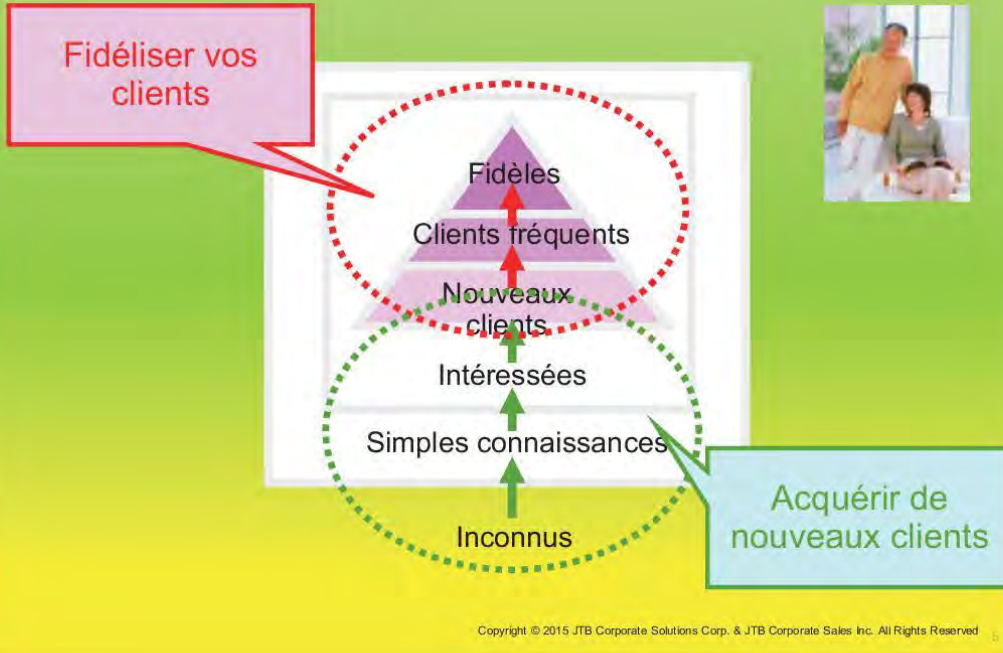 Fidéliser vos
clients
Fidèles
Clients fréquents
Nouveaux
clients
Intéressées
Simples connaissances
Inconnus
Acquérir de
nouveaux clients
Copyright © 2015 JTB Corporate Solutions Corp. & JTB Corporate Sales Inc. All Rights Reserved